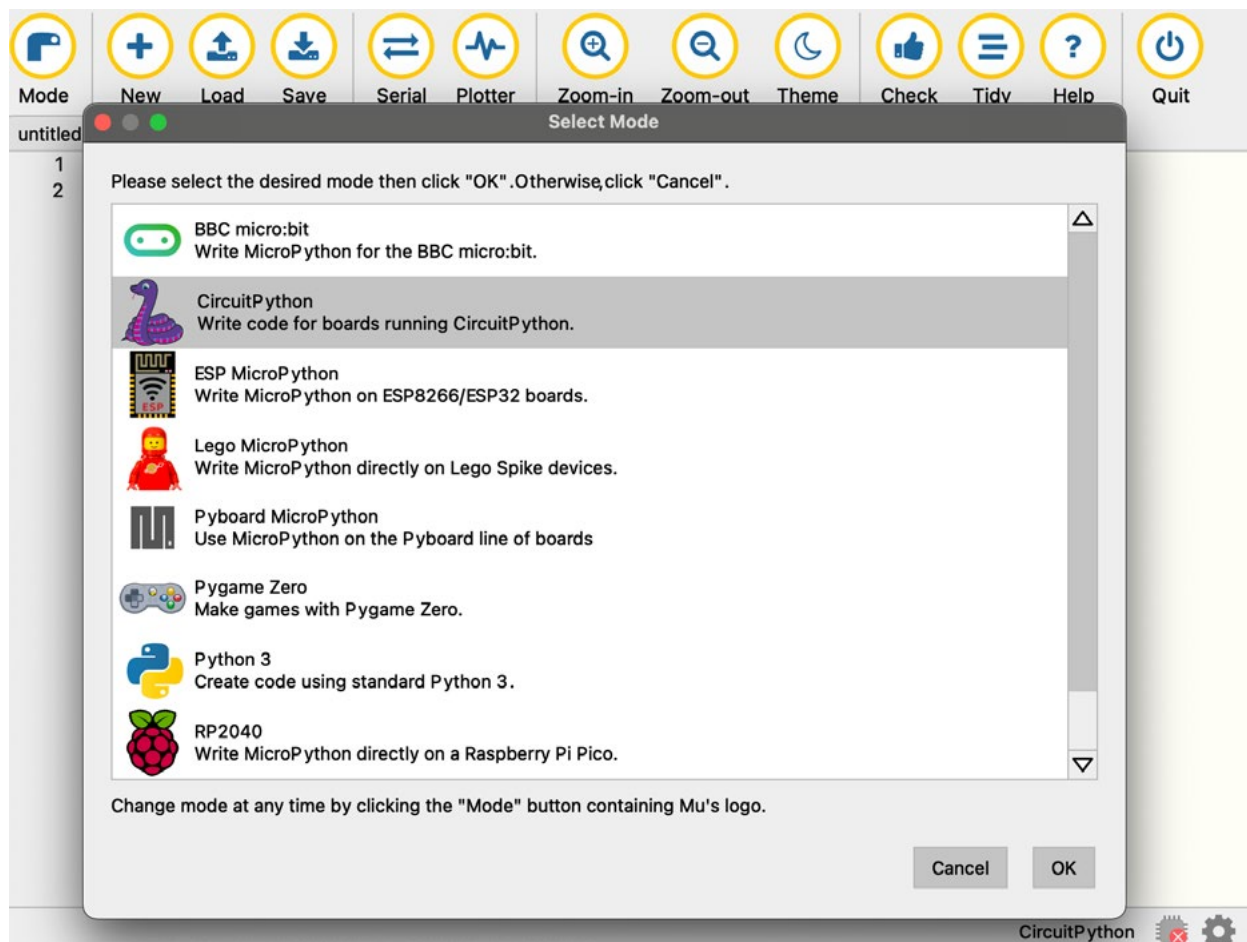 Mode New Load Save Serial Plotter Zoom-in Zoom-out Theme Check Tidy Help Quit
untitled
Select Mode
1
2
Please select the desired mode then click "OK".Otherwise,click "Cancel".
BBC micro:bit
Write MicroPython for the BBC micro:bit.
CircuitPython
Write code for boards running CircuitPython.
ESP
ESP MicroPython
Write MicroPython on ESP8266/ESP32 boards.
Lego MicroPython
Write MicroPython directly on Lego Spike devices.
Pyboard MicroPython
Use MicroPython on the Pyboard line of boards
Pygame Zero
Make games with Pygame Zero.
Python 3
Create code using standard Python 3.
RP2040
Write MicroPython directly on a Raspberry Pi Pico.
Change mode at any time by clicking the "Mode" button containing Mu's logo.
Cancel OK
CircuitPython